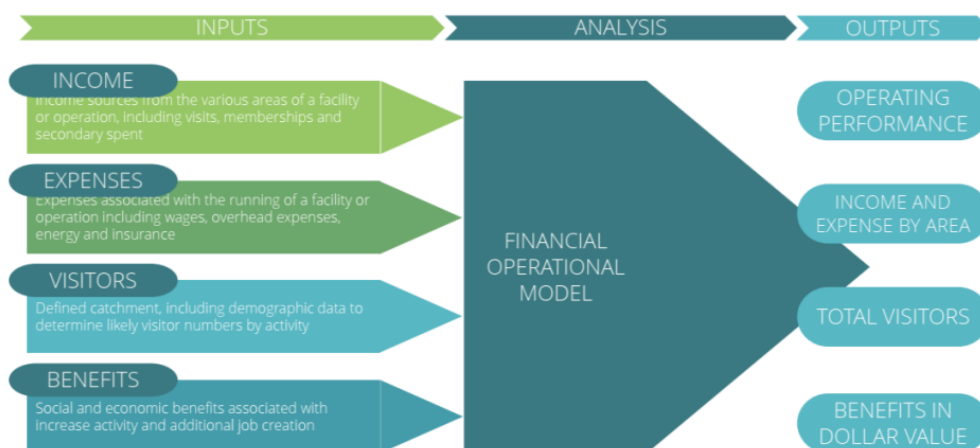 INPUTS
ANALYSIS
OUTPUTS
INCOME
Income sources from the various areas of a facility
or operation, including visits, memberships and
secondary spent
EXPENSES
Expenses associated with the running of a facility or
operation including wages, overhead expenses,
energy and insurance
VISITORS
Defined catchment, including demographic data to
determine likely visitor numbers by activity
BENEFITS
Social and economic benefits associated with
increase activity and additional job creation
FINANCIAL
OPERATIONAL
MODEL
OPERATING
PERFORMANCE
INCOME AND
EXPENSE BY AREA
TOTAL VISITORS
BENEFITS IN
DOLLAR VALUE